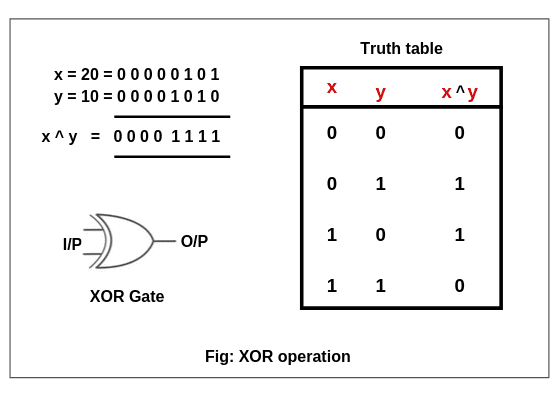 x = 20 = 0 0 0 0 0 1 0 1
y = 10 = 0 0 0 0 1 0 1 0
x ^ y = 0 0 0 0 1 1 1 1
I/P
O/P
XOR Gate
Truth table
x y x ^ y
0 0 0
0 1 1
1 0 1
1 1 0
Fig: XOR operation